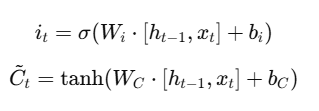 i_t = σ(W_i · [h_{t−1}, x_t] + b_i)
C̃_t = tanh(W_C · [h_{t−1}, x_t] + b_C)